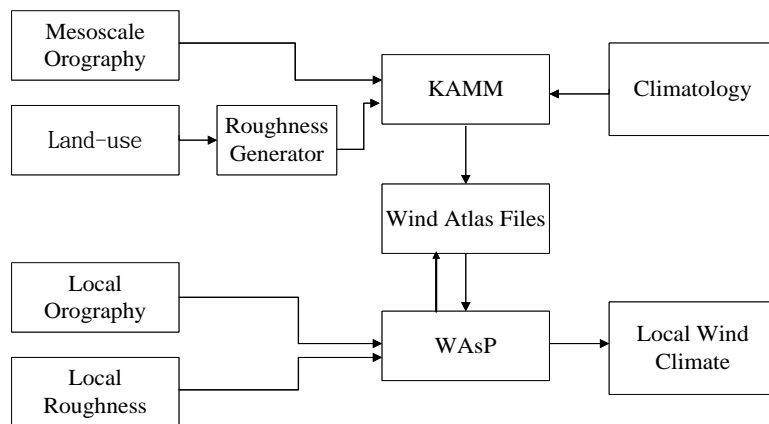 Mesoscale
Orography
KAMM
Climatology
Land-use
Roughness
Generator
Wind Atlas Files
Local
Orography
WAsP
Local Wind
Climate
Local
Roughness